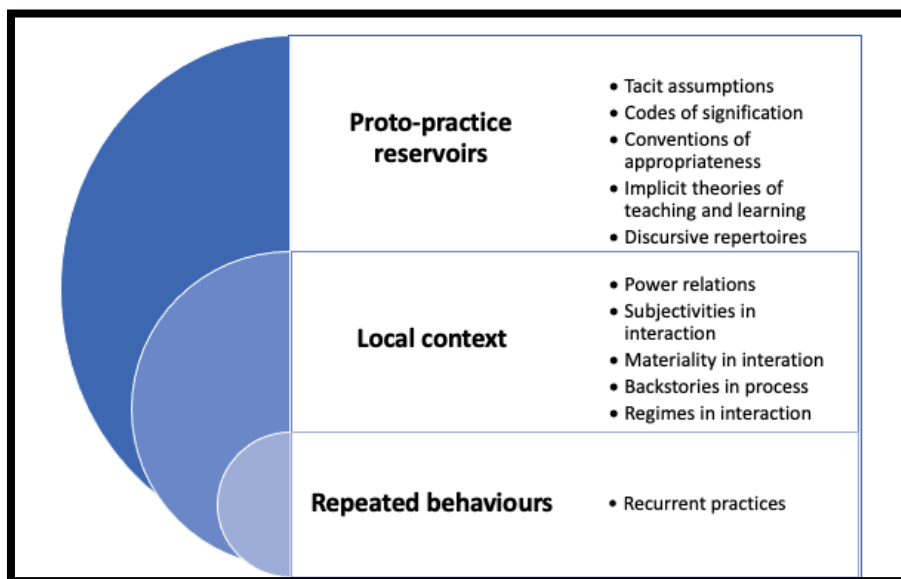 Proto-practice
reservoirs
• Tacit assumptions
• Codes of signification
• Conventions of
appropriateness
• Implicit theories of
teaching and learning
• Discursive repertoires
Local context
• Power relations
• Subjectivities in
interaction
• Materiality in interation
• Backstories in process
• Regimes in interaction
Repeated behaviours
• Recurrent practices